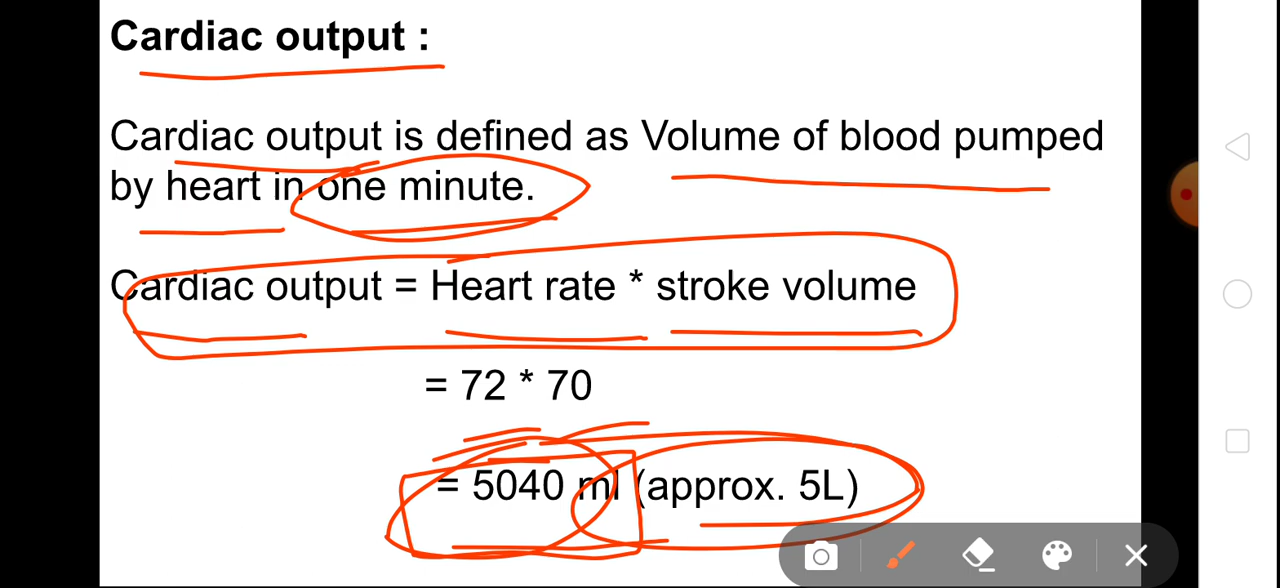 Cardiac output :
Cardiac output is defined as Volume of blood pumped
by heart in one minute.
Cardiac output = Heart rate * stroke volume
= 72 * 70
= 5040 ml (approx. 5L)